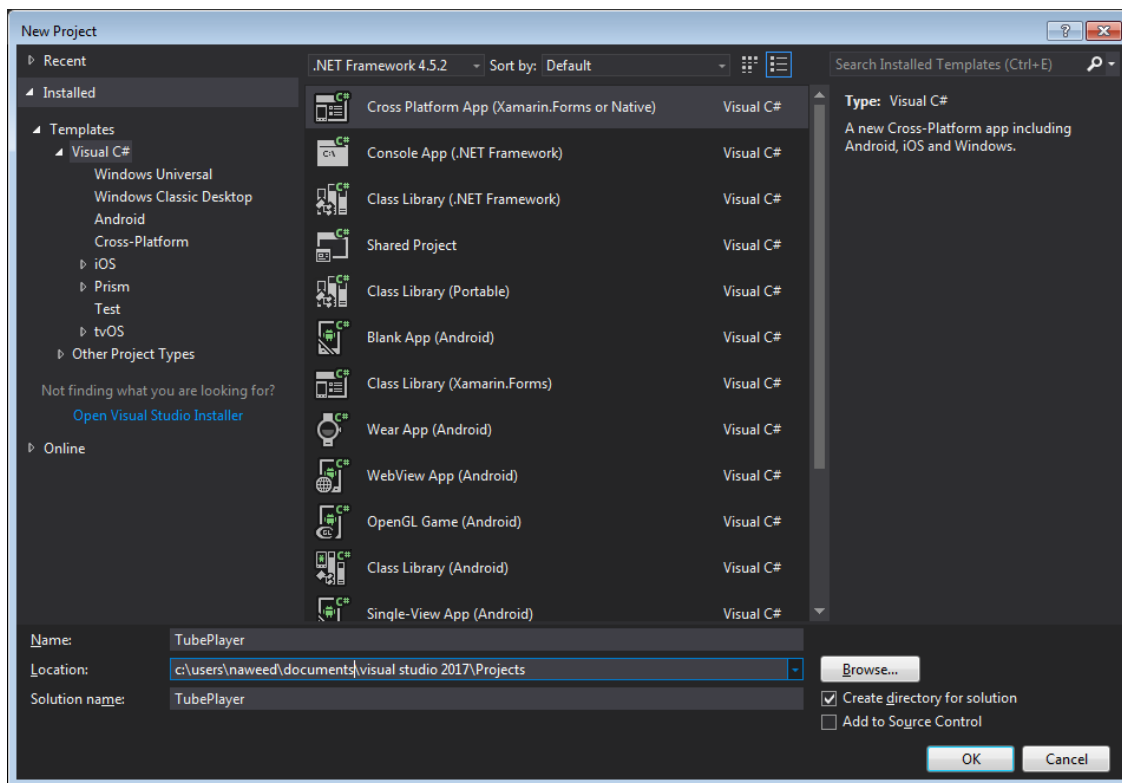 New Project
Recent
Installed
Templates
Visual C#
Windows Universal
Windows Classic Desktop
Android
Cross-Platform
iOS
Prism
Test
tvOS
Other Project Types
Not finding what you are looking for?
Open Visual Studio Installer
Online
.NET Framework 4.5.2 Sort by: Default
Cross Platform App (Xamarin.Forms or Native) Visual C#
Console App (.NET Framework) Visual C#
Class Library (.NET Framework) Visual C#
Shared Project Visual C#
Class Library (Portable) Visual C#
Blank App (Android) Visual C#
Class Library (Xamarin.Forms) Visual C#
Wear App (Android) Visual C#
WebView App (Android) Visual C#
OpenGL Game (Android) Visual C#
Class Library (Android) Visual C#
Single-View App (Android) Visual C#
Search Installed Templates (Ctrl+E)
Type: Visual C#
A new Cross-Platform app including
Android, iOS and Windows.
Name: TubePlayer
Location: c:\users\naweed\documents\visual studio 2017\Projects
Solution name: TubePlayer
Browse...
Create directory for solution
Add to Source Control
OK Cancel